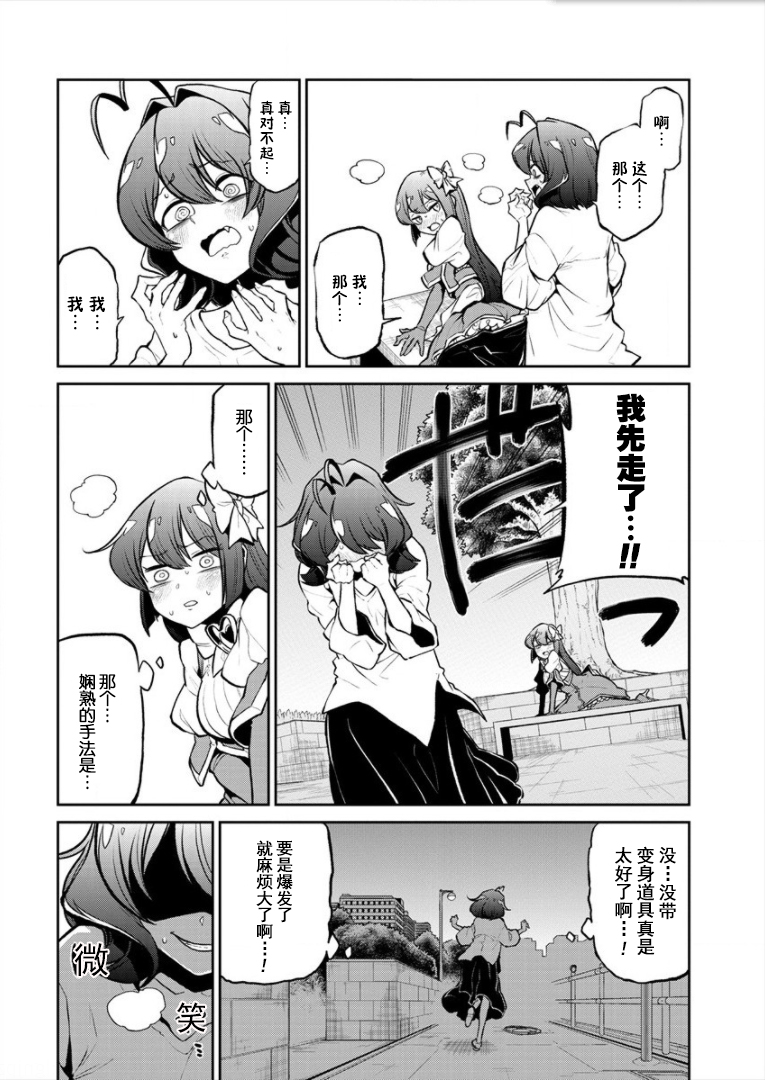 啊…
这个…
那个…
我…
那个…
真…
真对不起…
我…
我…
我先走了…!!
ダッ
那个……
那个…
娴熟的手法是…
没…没带
变身道具真是
太好了啊…!
要是爆发了
就麻烦大了啊…!
微
笑…